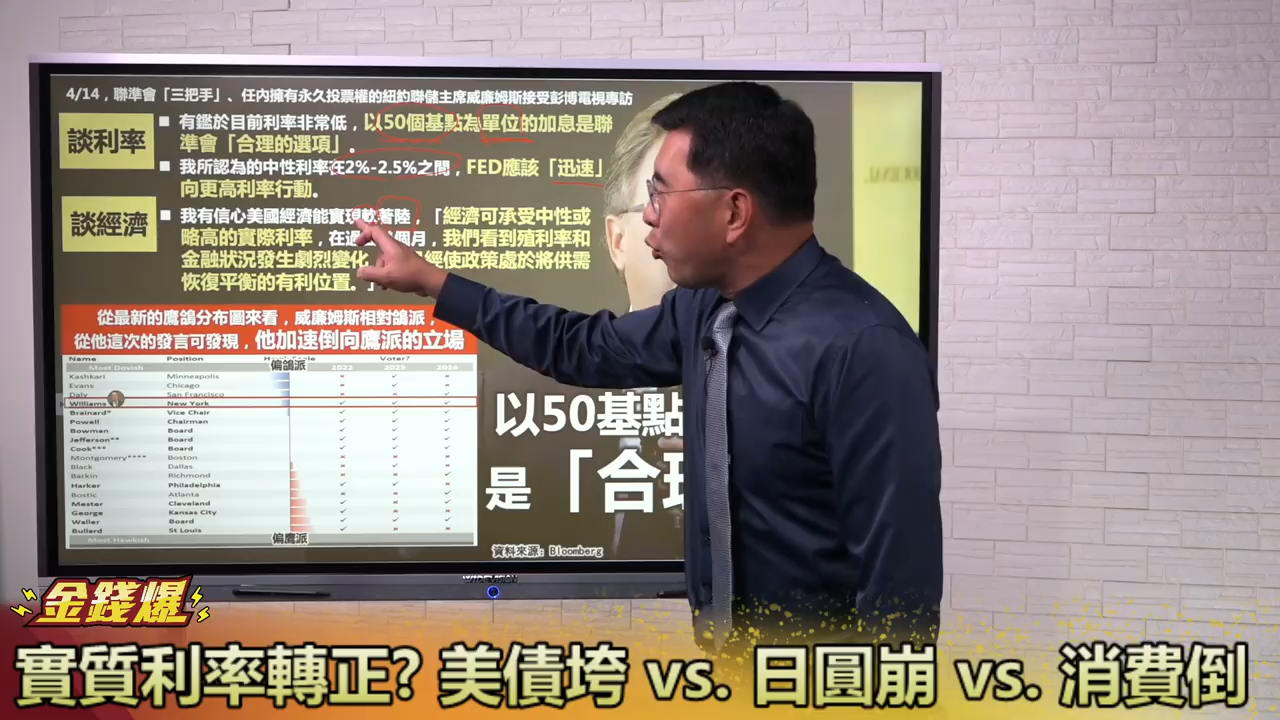 4/14，聯準會「三把手」、任內擁有永久投票權的紐約聯儲主席威廉姆斯接受彭博電視專訪
談利率
■ 有鑑於目前利率非常低，以50個基點為單位的加息是聯
準會「合理的選項」。
■ 我所認為的中性利率在2%-2.5%之間，FED應該「迅速」
向更高利率行動。
談經濟
■ 我有信心美國經濟能實現軟著陸，「經濟可承受中性或
略高的實際利率，在過 個月，我們看到殖利率和
金融狀況發生劇烈變化 經使政策處於將供需
恢復平衡的有利位置。」
從最新的鷹鴿分布圖來看，威廉姆斯相對鴿派，
從他這次的發言可發現，他加速倒向鷹派的立場
Name Position Voter?
Most Dovish 偏鴿派 2022 2023 2024
Kashkari Minneapolis × ✓ ×
Evans Chicago × ✓ ×
Daly San Francisco
Williams New York ✓ ✓ ✓
Brainard* Vice Chair ✓ ✓ ✓
Powell Chairman ✓ ✓ ✓
Bowman Board ✓ ✓ ✓
Jefferson** Board ✓ ✓ ✓
Cook*** Board ✓ ✓ ✓
Montgomery**** Boston
Black Dallas
Barkin Richmond
Harker Philadelphia
Bostic Atlanta
Mester Cleveland
George Kansas City
Waller Board ✓ ✓ ✓
Bullard St Louis
Most Hawkish 偏鷹派
以50基點
是「合理
資料來源：Bloomberg
金錢爆
實質利率轉正? 美債垮 vs. 日圓崩 vs. 消費倒